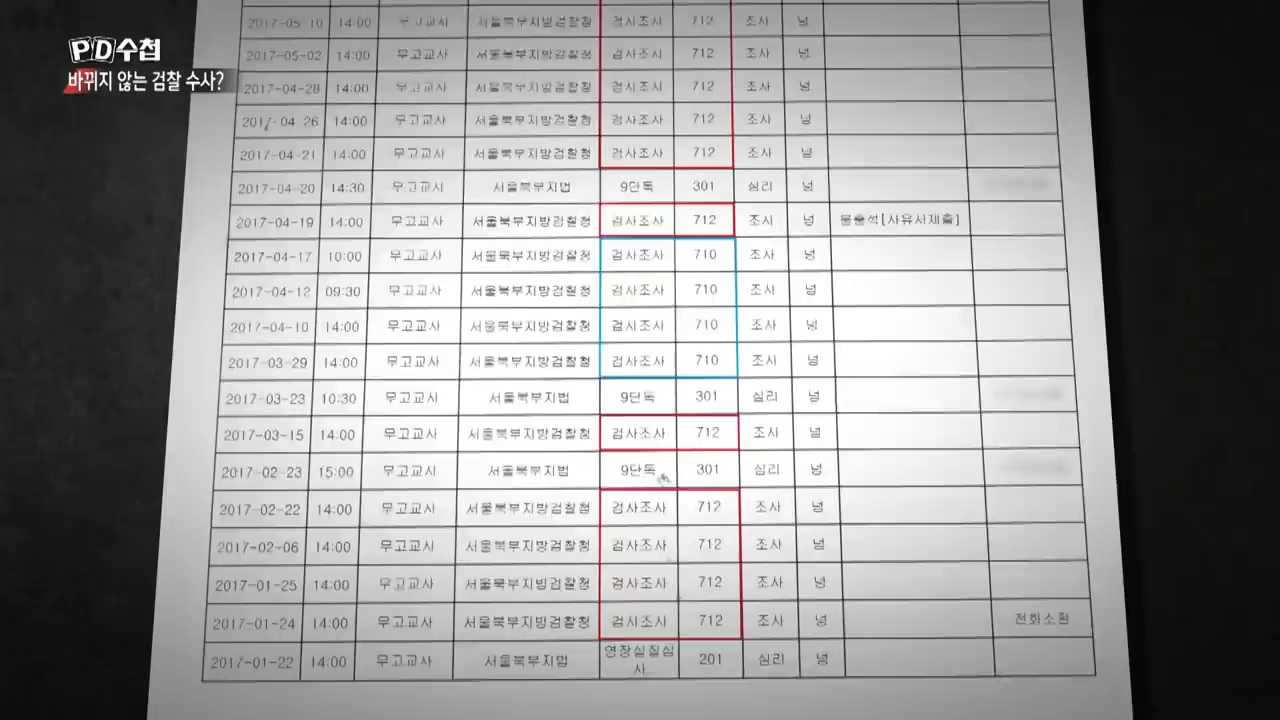 PD수첩
바뀌지 않는 검찰 수사?
2017-05-10 14:00 무고교사 서울북부지방검찰청 검사조사 712 조사 넝
2017-05-02 14:00 무고교사 서울북부지방검찰청 검사조사 712 조사 넝
2017-04-28 14:00 무고교사 서울북부지방검찰청 검사조사 712 조사 넝
2017-04-26 14:00 무고교사 서울북부지방검찰청 검사조사 712 조사 넝
2017-04-21 14:00 무고교사 서울북부지방검찰청 검사조사 712 조사 넝
2017-04-20 14:30 무고교사 서울북부지법 9단독 301 심리 넝
2017-04-19 14:00 무고교사 서울북부지방검찰청 검사조사 712 조사 넝 불출석[사유서제출]
2017-04-17 10:00 무고교사 서울북부지방검찰청 검사조사 710 조사 넝
2017-04-12 09:30 무고교사 서울북부지방검찰청 검사조사 710 조사 넝
2017-04-10 14:00 무고교사 서울북부지방검찰청 검사조사 710 조사 넝
2017-03-29 14:00 무고교사 서울북부지방검찰청 검사조사 710 조사 넝
2017-03-23 10:30 무고교사 서울북부지법 9단독 301 심리 넝
2017-03-15 14:00 무고교사 서울북부지방검찰청 검사조사 712 조사 넝
2017-02-23 15:00 무고교사 서울북부지법 9단독 301 심리 넝
2017-02-22 14:00 무고교사 서울북부지방검찰청 검사조사 712 조사 넝
2017-02-06 14:00 무고교사 서울북부지방검찰청 검사조사 712 조사 넝
2017-01-25 14:00 무고교사 서울북부지방검찰청 검사조사 712 조사 넝
2017-01-24 14:00 무고교사 서울북부지방검찰청 검사조사 712 조사 넝 전화소환
2017-01-22 14:00 무고교사 서울북부지법 영장실질심사 201 심리 넝